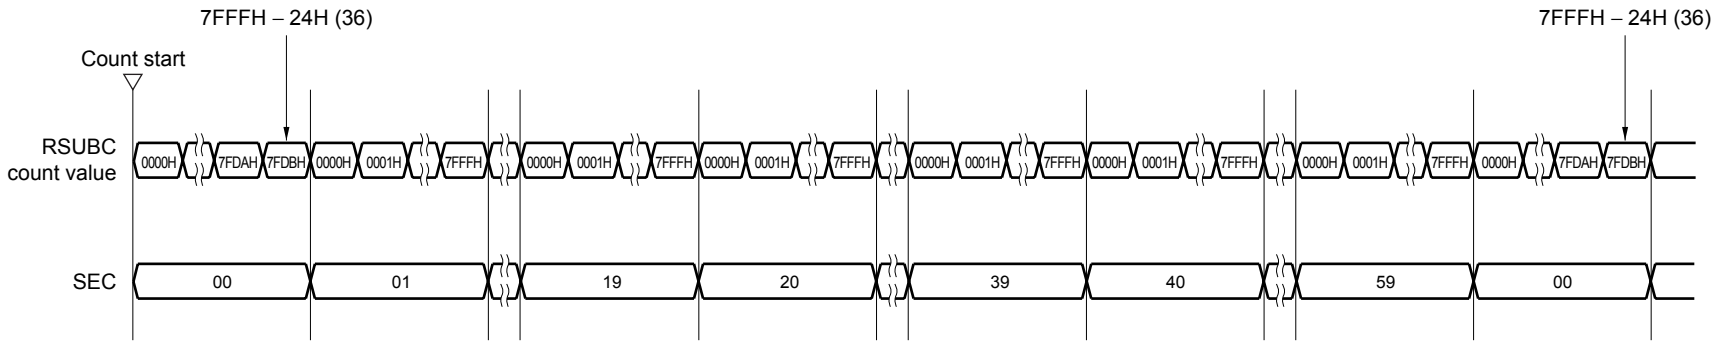 7FFFH – 24H (36) 7FFFH – 24H (36)
Count start
RSUBC
count value
0000H 7FDAH 7FDBH 0000H 0001H 7FFFH 0000H 0001H 7FFFH 0000H 0001H 7FFFH 0000H 0001H 7FFFH 0000H 0001H 7FFFH 0000H 0001H 7FFFH 0000H 7FDAH 7FDBH
SEC 00 01 19 20 39 40 59 00